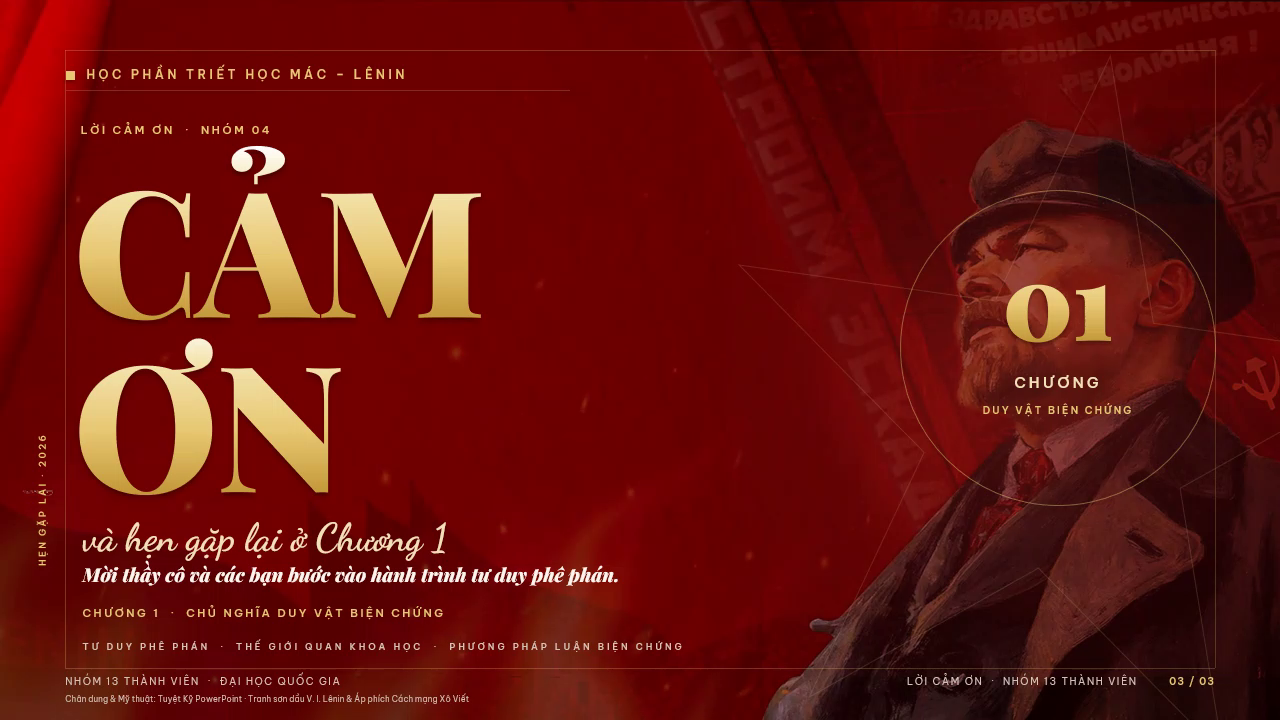 HỌC PHẦN TRIẾT HỌC MÁC – LÊNIN
LỜI CẢM ƠN · NHÓM 04
CẢM
ƠN
và hẹn gặp lại ở Chương 1
Mời thầy cô và các bạn bước vào hành trình tư duy phê phán.
CHƯƠNG 1 · CHỦ NGHĨA DUY VẬT BIỆN CHỨNG
TƯ DUY PHÊ PHÁN · THẾ GIỚI QUAN KHOA HỌC · PHƯƠNG PHÁP LUẬN BIỆN CHỨNG
HẸN GẶP LẠI · 2026
ЗДРАВСТВУЕТ
СОЦИАЛИСТИЧЕСКАЯ
РЕВОЛЮЦИЯ !
01
CHƯƠNG
DUY VẬT BIỆN CHỨNG
NHÓM 13 THÀNH VIÊN · ĐẠI HỌC QUỐC GIA
Chân dung & Mỹ thuật: Tuyệt Kỹ PowerPoint · Tranh sơn dầu V. I. Lênin & Áp phích Cách mạng Xô Viết
LỜI CẢM ƠN · NHÓM 13 THÀNH VIÊN
03 / 03